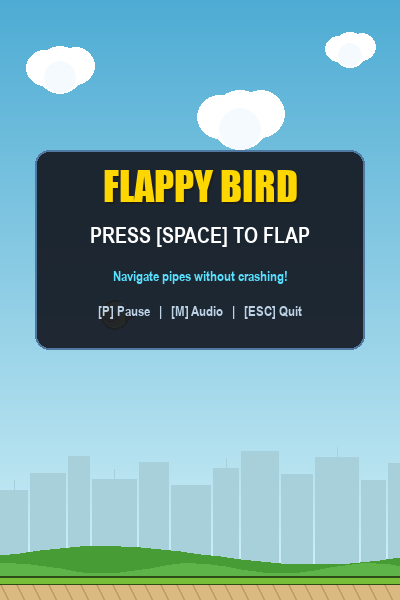 FLAPPY BIRD
PRESS [SPACE] TO FLAP
Navigate pipes without crashing!
[P] Pause | [M] Audio | [ESC] Quit